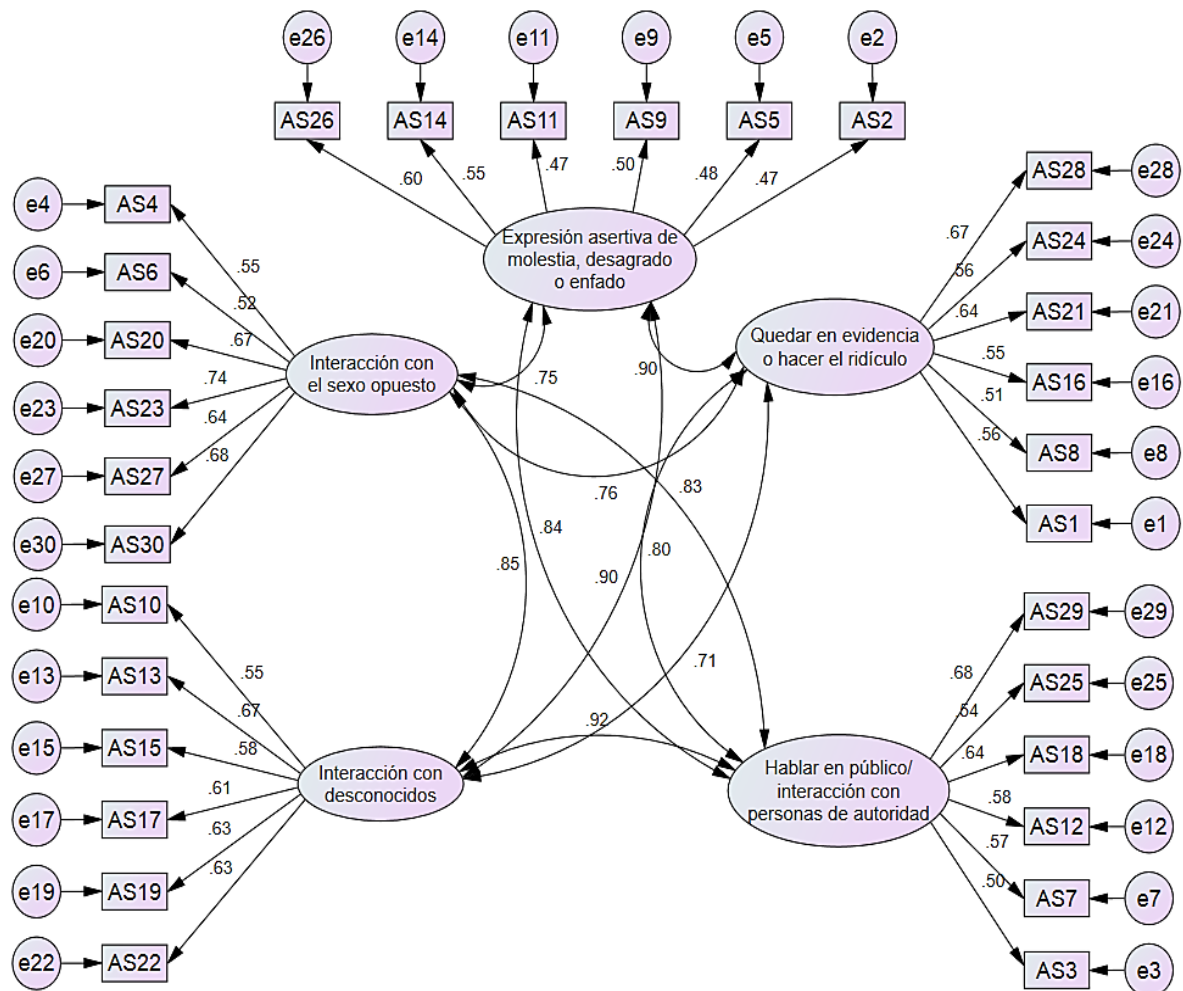 e26 e14 e11 e9 e5 e2
AS26 AS14 AS11 AS9 AS5 AS2
.60 .55 .47 .50 .48 .47
Expresión asertiva de
molestia, desagrado
o enfado
e4 AS4
e6 AS6
e20 AS20
e23 AS23
e27 AS27
e30 AS30
.55
.52
.67
.74
.64
.68
Interacción con
el sexo opuesto
AS28 e28
AS24 e24
AS21 e21
AS16 e16
AS8 e8
AS1 e1
.67
.56
.64
.55
.51
.56
Quedar en evidencia
o hacer el ridículo
.75
.90
.76
.83
.84
.80
.85
.90
.71
.92
e10 AS10
e13 AS13
e15 AS15
e17 AS17
e19 AS19
e22 AS22
.55
.67
.58
.61
.63
.63
Interacción con
desconocidos
AS29 e29
AS25 e25
AS18 e18
AS12 e12
AS7 e7
AS3 e3
.68
.54
.64
.58
.57
.50
Hablar en público/
interacción con
personas de autoridad